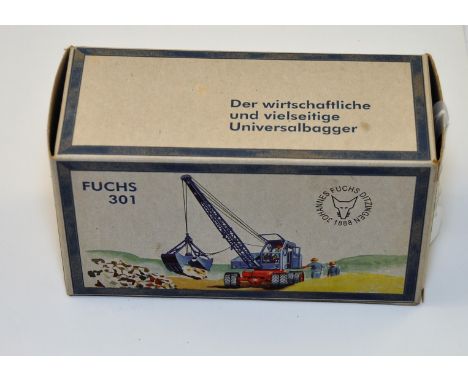 Der wirtschaftliche
und vielseitige
Universalbagger
FUCHS
301
JOHANNES FUCHS DITZINGEN
1888